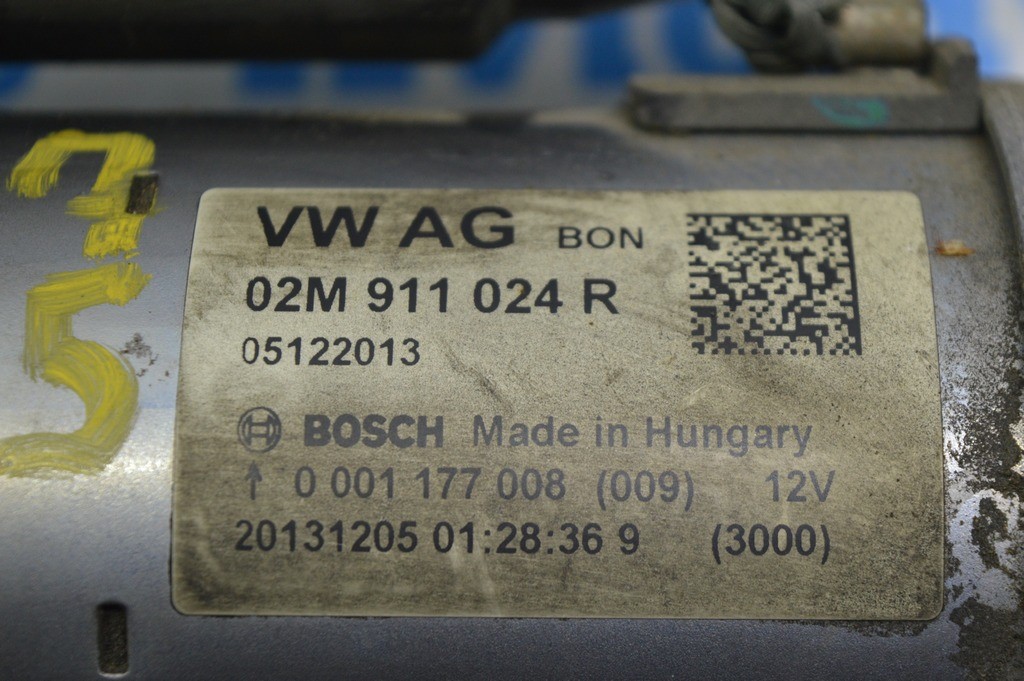 VW AG BON
02M 911 024 R
05122013
BOSCH Made in Hungary
↑ 0 001 177 008 (009) 12V
20131205 01:28:36 9 (3000)